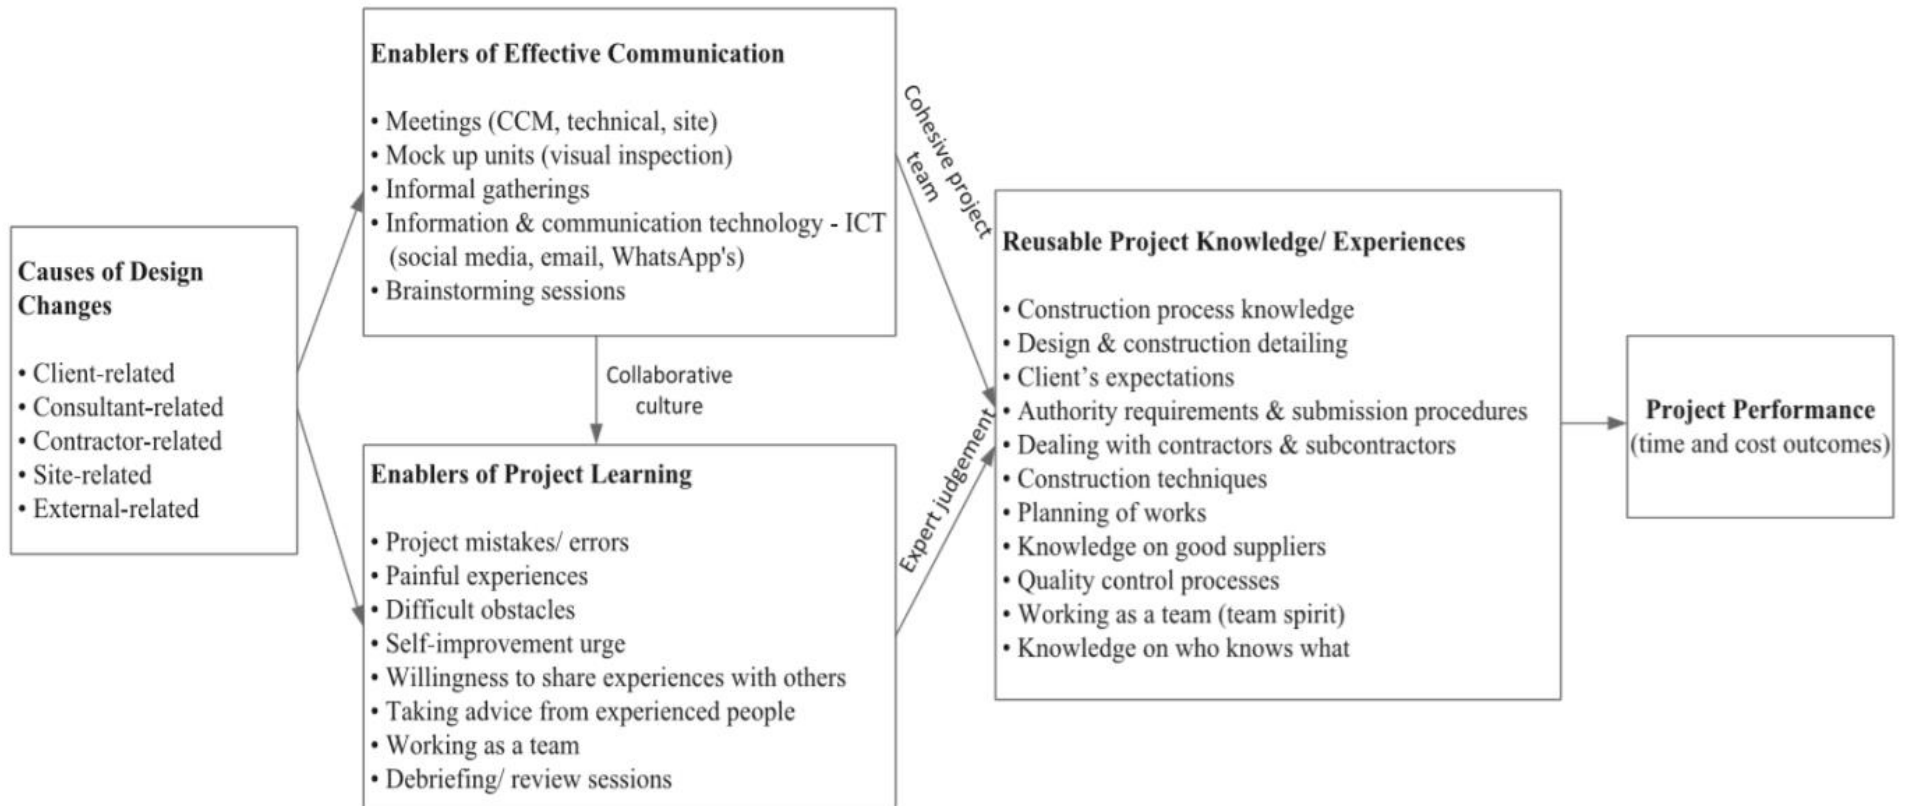 Causes of Design
Changes
• Client-related
• Consultant-related
• Contractor-related
• Site-related
• External-related
Enablers of Effective Communication
• Meetings (CCM, technical, site)
• Mock up units (visual inspection)
• Informal gatherings
• Information & communication technology - ICT
(social media, email, WhatsApp's)
• Brainstorming sessions
Collaborative
culture
Enablers of Project Learning
• Project mistakes/ errors
• Painful experiences
• Difficult obstacles
• Self-improvement urge
• Willingness to share experiences with others
• Taking advice from experienced people
• Working as a team
• Debriefing/ review sessions
Cohesive project
team
Expert judgement
Reusable Project Knowledge/ Experiences
• Construction process knowledge
• Design & construction detailing
• Client’s expectations
• Authority requirements & submission procedures
• Dealing with contractors & subcontractors
• Construction techniques
• Planning of works
• Knowledge on good suppliers
• Quality control processes
• Working as a team (team spirit)
• Knowledge on who knows what
Project Performance
(time and cost outcomes)